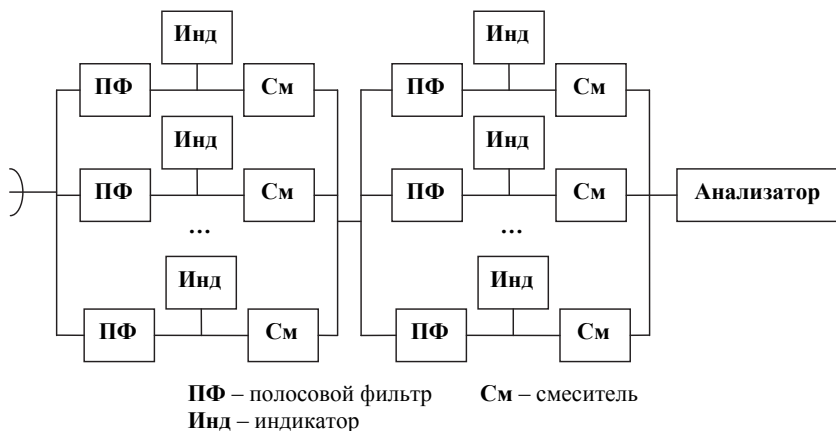 Инд Инд
ПФ См ПФ См
Инд Инд
ПФ См ПФ См Анализатор
... ...
Инд Инд
ПФ См ПФ См
ПФ – полосовой фильтр См – смеситель
Инд – индикатор